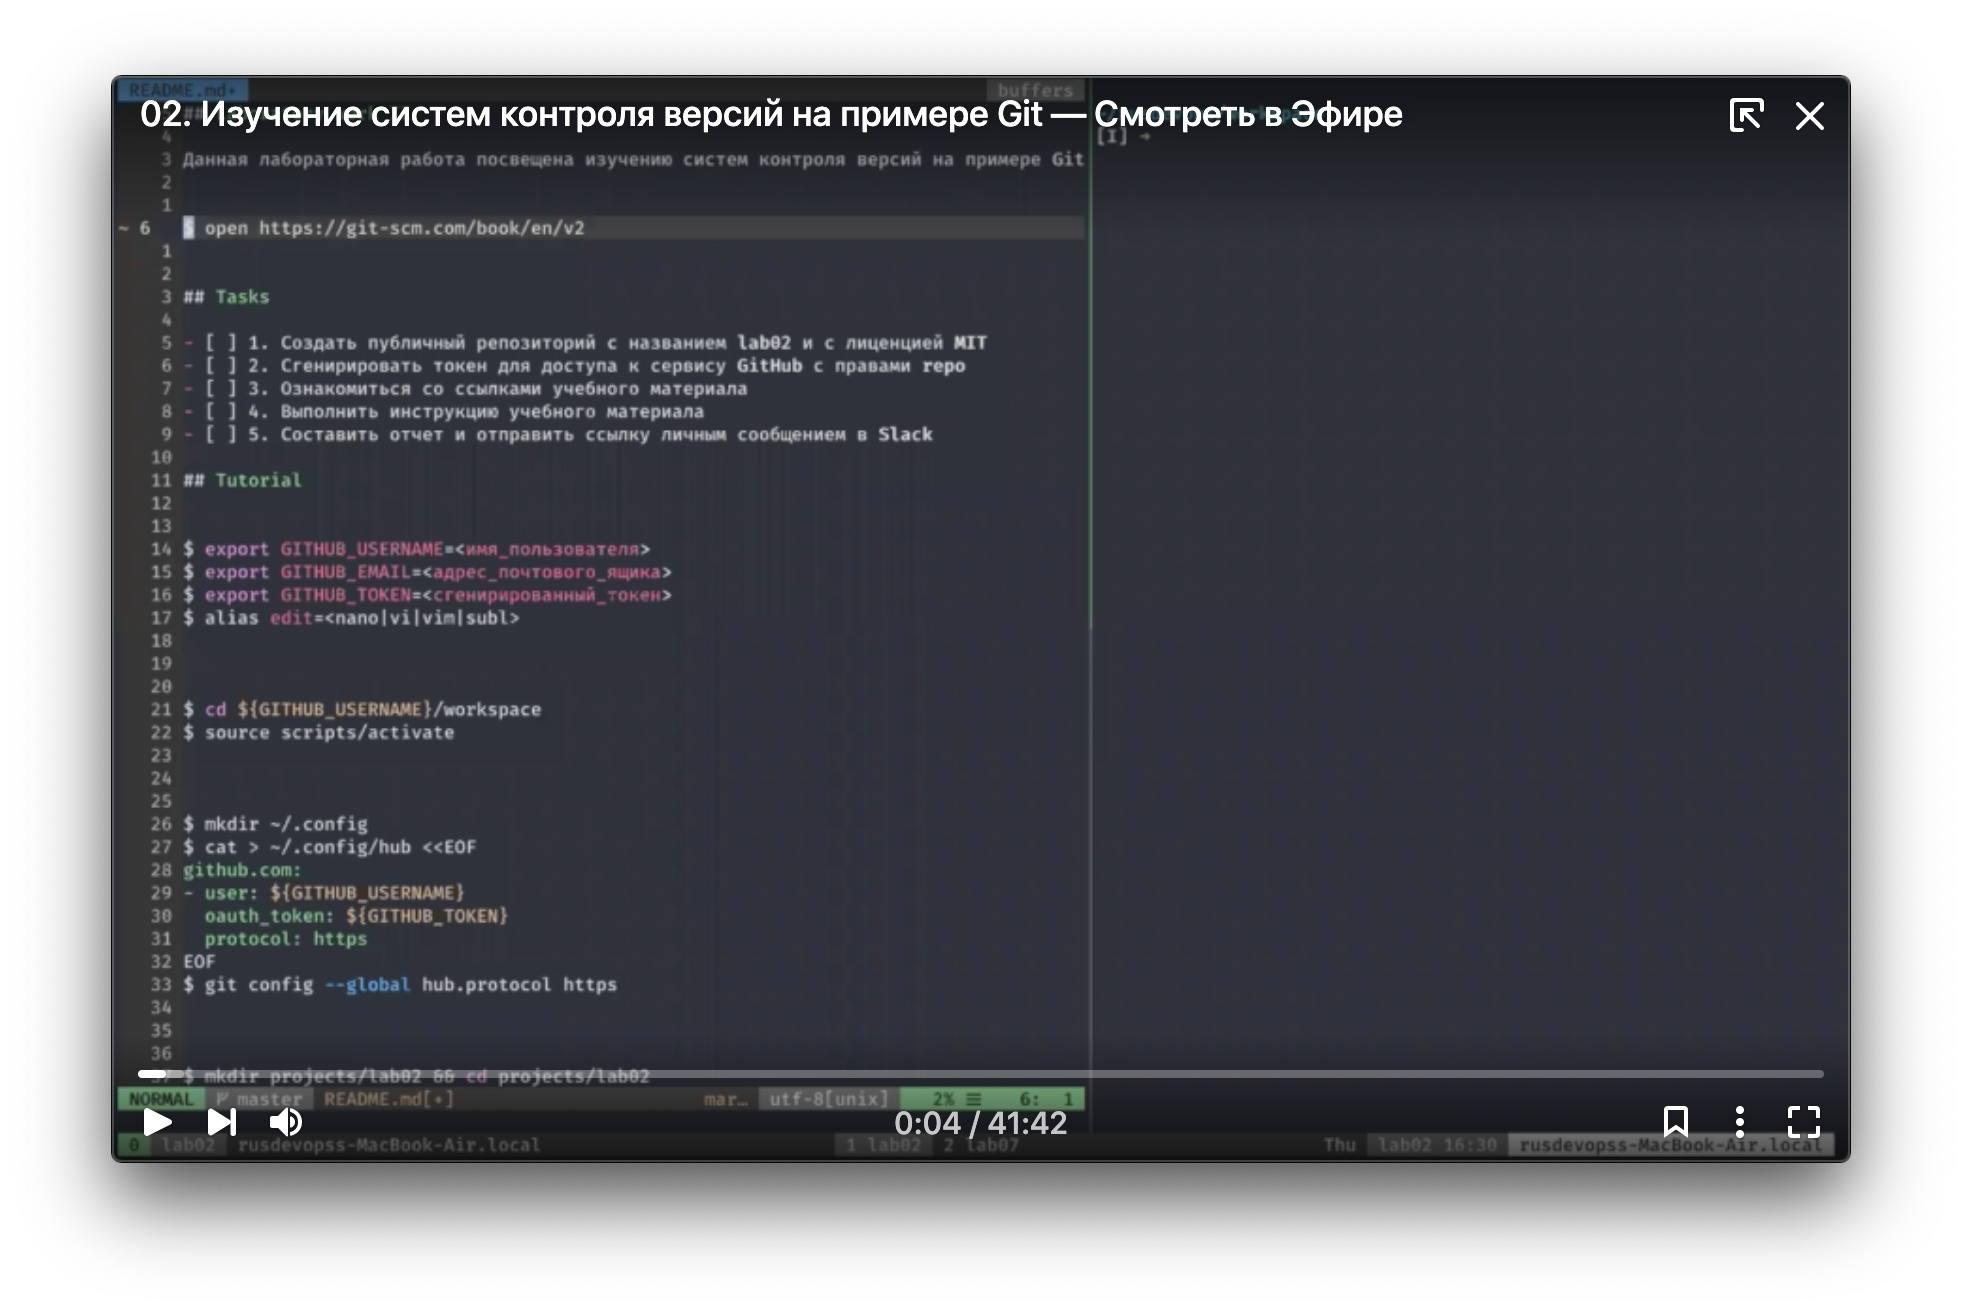 README.md+ buffers
02. Изучение систем контроля версий на примере Git — Смотреть в Эфире
4
[I] →
3 Данная лабораторная работа посвещена изучению систем контроля версий на примере Git
2
1
~ 6 $ open https://git-scm.com/book/en/v2
1
2
3 ## Tasks
4
5 - [ ] 1. Создать публичный репозиторий с названием lab02 и с лиценцией MIT
6 - [ ] 2. Сгенирировать токен для доступа к сервису GitHub с правами repo
7 - [ ] 3. Ознакомиться со ссылками учебного материала
8 - [ ] 4. Выполнить инструкцию учебного материала
9 - [ ] 5. Составить отчет и отправить ссылку личным сообщением в Slack
10
11 ## Tutorial
12
13
14 $ export GITHUB_USERNAME=<имя_пользователя>
15 $ export GITHUB_EMAIL=<адрес_почтового_ящика>
16 $ export GITHUB_TOKEN=<сгенирированный_токен>
17 $ alias edit=<nano|vi|vim|subl>
18
19
20
21 $ cd ${GITHUB_USERNAME}/workspace
22 $ source scripts/activate
23
24
25
26 $ mkdir ~/.config
27 $ cat > ~/.config/hub <<EOF
28 github.com:
29 - user: ${GITHUB_USERNAME}
30 oauth_token: ${GITHUB_TOKEN}
31 protocol: https
32 EOF
33 $ git config --global hub.protocol https
34
35
36
37 $ mkdir projects/lab02 && cd projects/lab02
NORMAL master README.md[+] mar… utf-8[unix] 2% ☰ 6: 1
0:04 / 41:42
0 lab02 rusdevopss-MacBook-Air.local 1 lab02 2 lab07 Thu lab02 16:30 rusdevopss-MacBook-Air.local